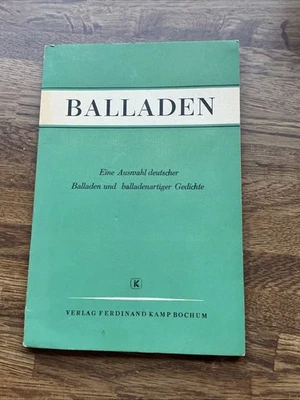 BALLADEN
Eine Auswahl deutscher
Balladen und balladenartiger Gedichte
K
VERLAG FERDINAND KAMP BOCHUM